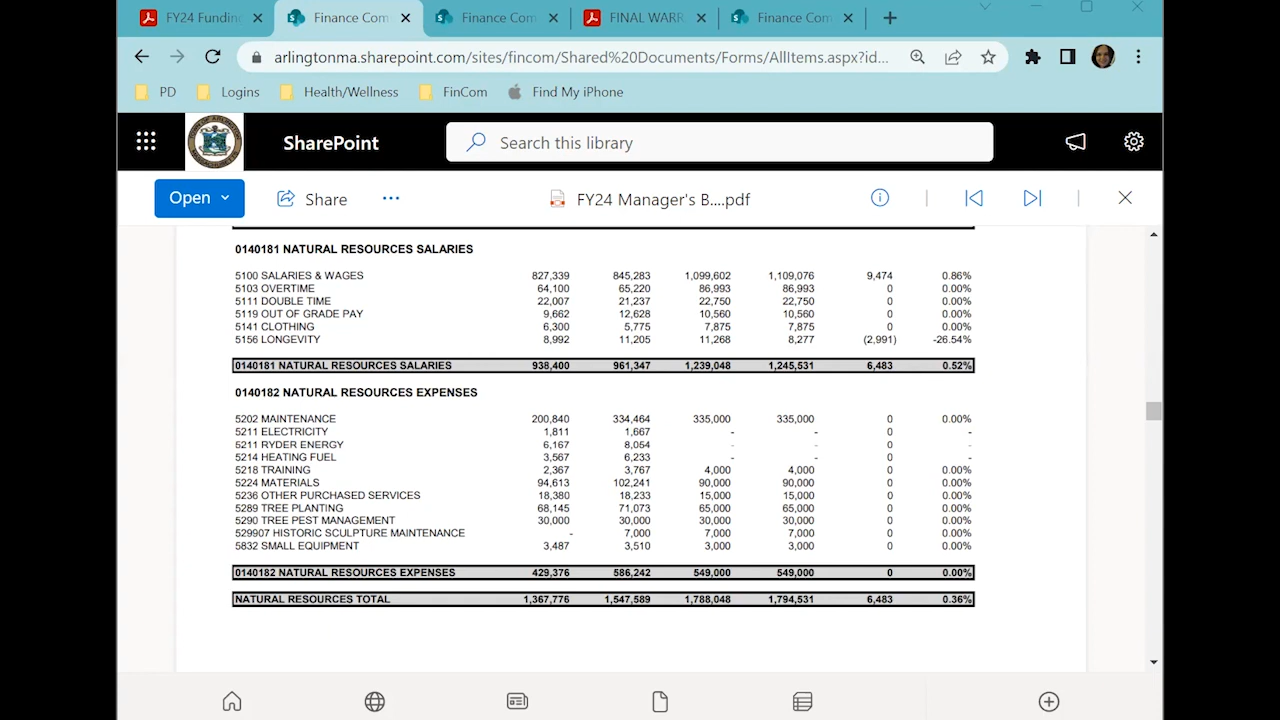 FY24 Fundin
Finance Com
Finance Com
FINAL WARR
Finance Com
arlingtonma.sharepoint.com/sites/fincom/Shared%20Documents/Forms/AllItems.aspx?id...
PD
Logins
Health/Wellness
FinCom
Find My iPhone
SharePoint
Search this library
Open
Share
FY24 Manager's B....pdf
0140181 NATURAL RESOURCES SALARIES
5100 SALARIES & WAGES 827,339 845,283 1,099,602 1,109,076 9,474 0.86%
5103 OVERTIME 64,100 65,220 86,993 86,993 0 0.00%
5111 DOUBLE TIME 22,007 21,237 22,750 22,750 0 0.00%
5119 OUT OF GRADE PAY 9,662 12,628 10,560 10,560 0 0.00%
5141 CLOTHING 6,300 5,775 7,875 7,875 0 0.00%
5156 LONGEVITY 8,992 11,205 11,268 8,277 (2,991) -26.54%
0140181 NATURAL RESOURCES SALARIES 938,400 961,347 1,239,048 1,245,531 6,483 0.52%
0140182 NATURAL RESOURCES EXPENSES
5202 MAINTENANCE 200,840 334,464 335,000 335,000 0 0.00%
5211 ELECTRICITY 1,811 1,667 - - 0 -
5211 RYDER ENERGY 6,167 8,054 - - 0 -
5214 HEATING FUEL 3,567 6,233 - - 0 -
5218 TRAINING 2,367 3,767 4,000 4,000 0 0.00%
5224 MATERIALS 94,613 102,241 90,000 90,000 0 0.00%
5236 OTHER PURCHASED SERVICES 18,380 18,233 15,000 15,000 0 0.00%
5289 TREE PLANTING 68,145 71,073 65,000 65,000 0 0.00%
5290 TREE PEST MANAGEMENT 30,000 30,000 30,000 30,000 0 0.00%
529907 HISTORIC SCULPTURE MAINTENANCE - 7,000 7,000 7,000 0 0.00%
5832 SMALL EQUIPMENT 3,487 3,510 3,000 3,000 0 0.00%
0140182 NATURAL RESOURCES EXPENSES 429,376 586,242 549,000 549,000 0 0.00%
NATURAL RESOURCES TOTAL 1,367,776 1,547,589 1,788,048 1,794,531 6,483 0.36%